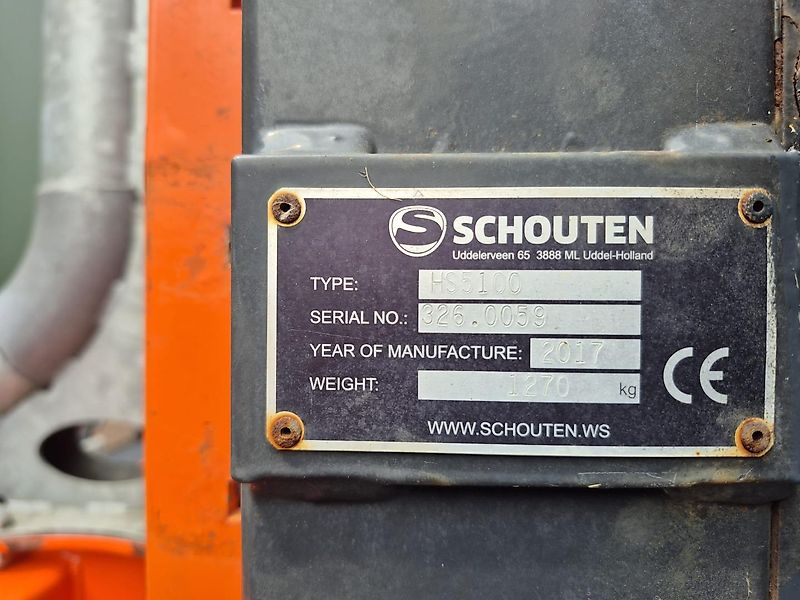 SCHOUTEN
Uddelerveen 65 3888 ML Uddel-Holland
TYPE: HS5100
SERIAL NO.: 326.0059
YEAR OF MANUFACTURE: 2017
WEIGHT: 1270 kg
CE
WWW.SCHOUTEN.WS